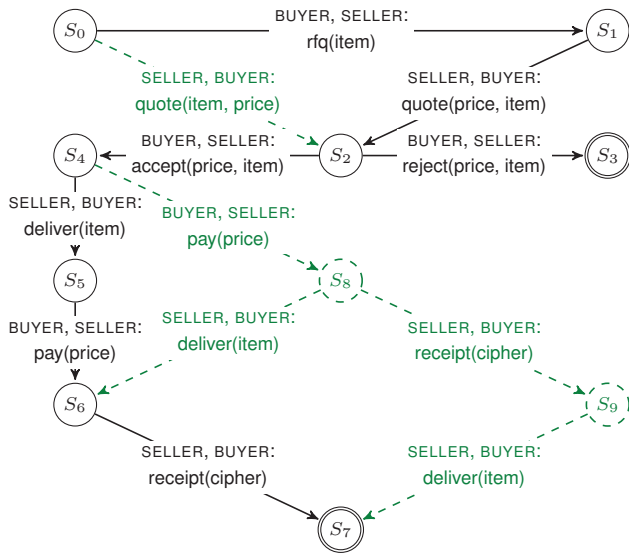 BUYER, SELLER:
S0
S1
rfq(item)
SELLER, BUYER:
quote(item, price)
SELLER, BUYER:
quote(price, item)
BUYER, SELLER:
BUYER, SELLER:
S4
S2
S3
accept(price, item)
reject(price, item)
SELLER, BUYER:
deliver(item)
BUYER, SELLER:
pay(price)
S5
S8
BUYER, SELLER:
pay(price)
SELLER, BUYER:
deliver(item)
SELLER, BUYER:
receipt(cipher)
S6
S9
SELLER, BUYER:
receipt(cipher)
SELLER, BUYER:
deliver(item)
S7